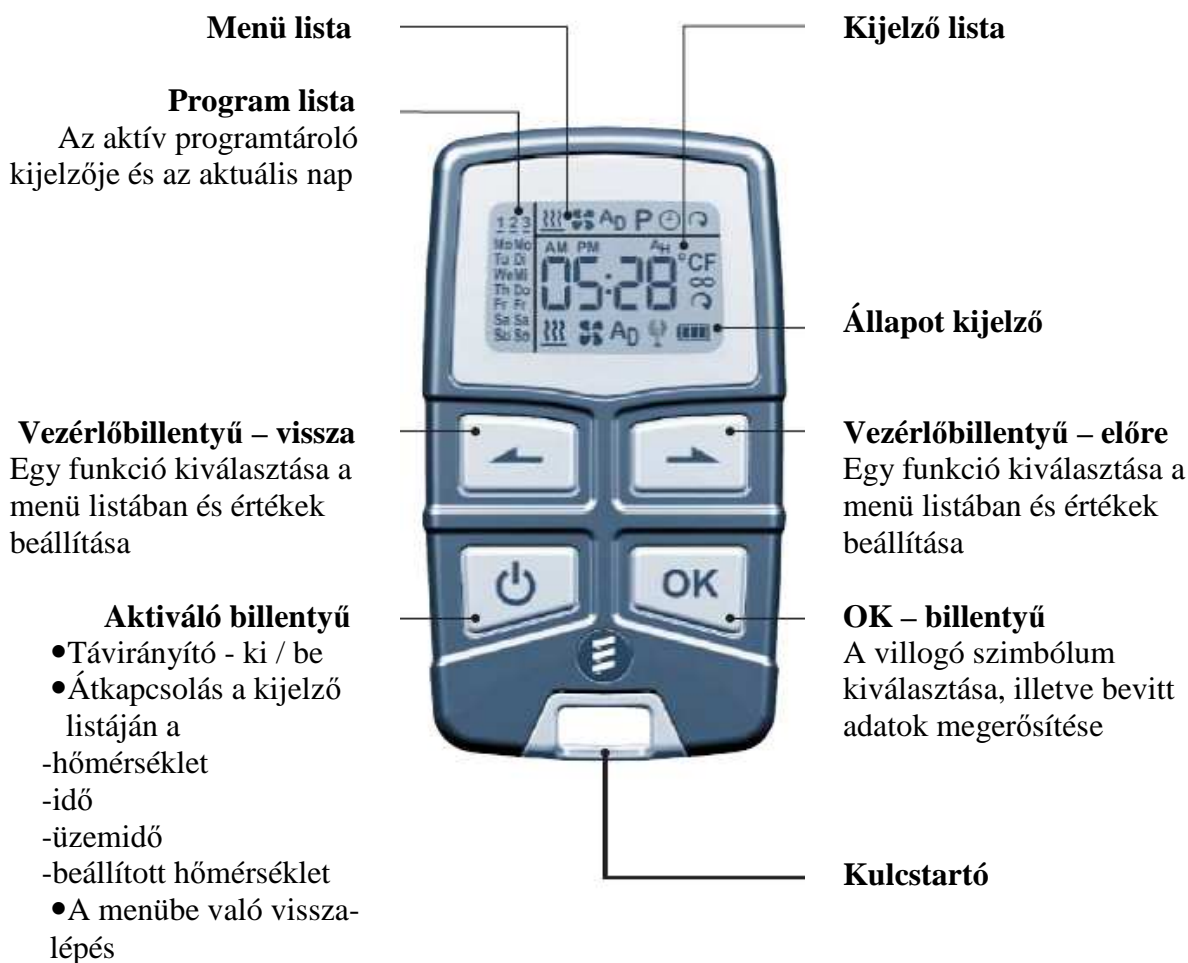 Menü lista
Kijelző lista
Program lista
Az aktív programtároló
kijelzője és az aktuális nap
1 2 3
AD P
Mo Mo
Tu Di
We Mi
Th Do
Fr Fr
Sa Sa
Su So
AM PM AH
05:28 °CF
AD
Állapot kijelző
Vezérlőbillentyű – vissza
Egy funkció kiválasztása a
menü listában és értékek
beállítása
Vezérlőbillentyű – előre
Egy funkció kiválasztása a
menü listában és értékek
beállítása
OK
Aktiváló billentyű
•Távirányító - ki / be
•Átkapcsolás a kijelző
listáján a
-hőmérséklet
-idő
-üzemidő
-beállított hőmérséklet
•A menübe való vissza-
lépés
OK – billentyű
A villogó szimbólum
kiválasztása, illetve bevitt
adatok megerősítése
Kulcstartó